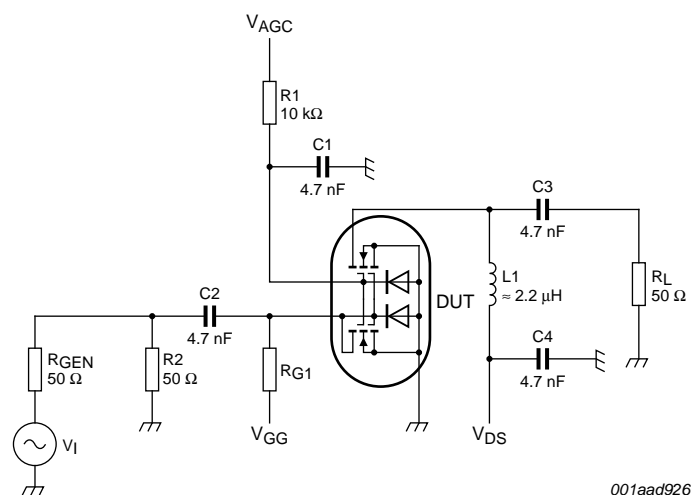 VAGC
R1
10 kΩ
C1
4.7 nF
C3
4.7 nF
L1
≈ 2.2 μH
RL
50 Ω
DUT
C2
4.7 nF
C4
4.7 nF
RGEN
50 Ω
R2
50 Ω
RG1
VI
VGG
VDS
001aad926